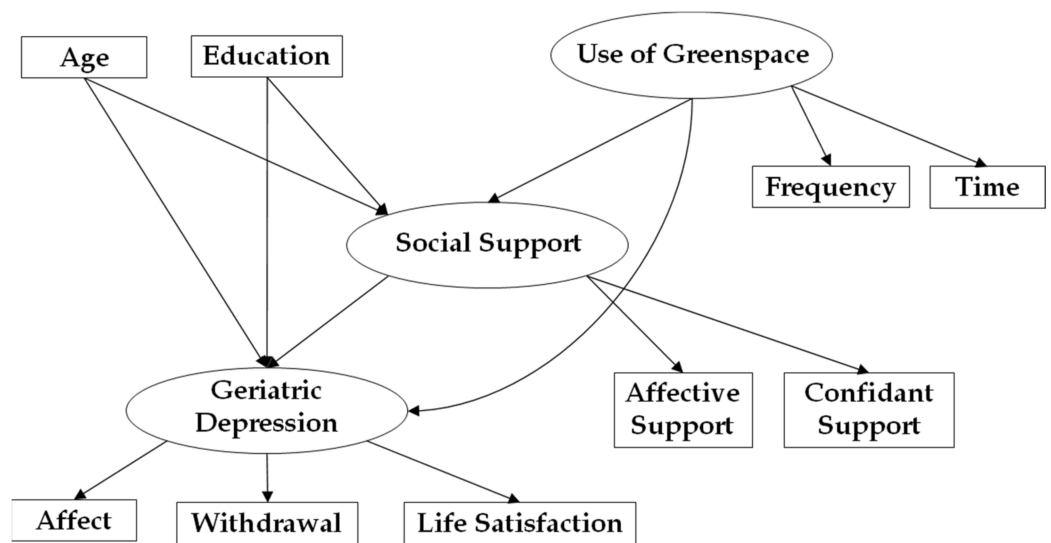 Age
Education
Use of Greenspace
Frequency
Time
Social Support
Geriatric
Depression
Affective
Support
Confidant
Support
Affect
Withdrawal
Life Satisfaction